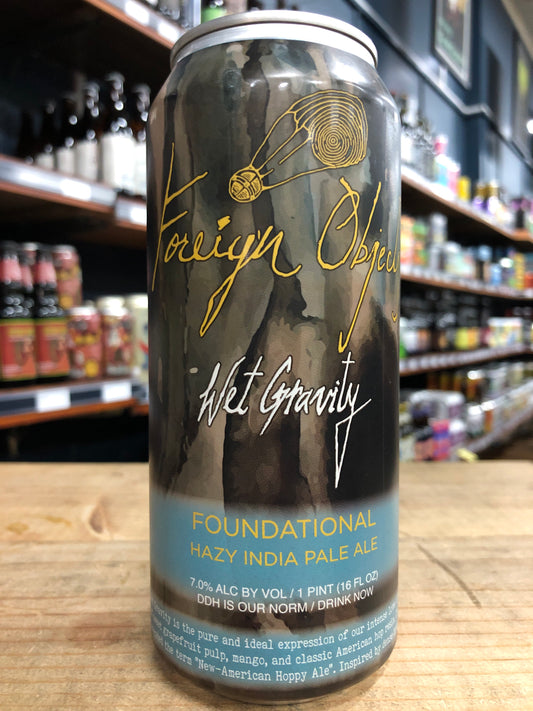 Foreign Objec
Wet Gravity
FOUNDATIONAL
HAZY INDIA PALE ALE
7.0% ALC BY VOL / 1 PINT (16 FL OZ)
DDH IS OUR NORM / DRINK NOW
is the pure and ideal expression of our intense
grapefruit pulp, mango, and classic American hop
the term "New-American Hoppy Ale". Inspired by